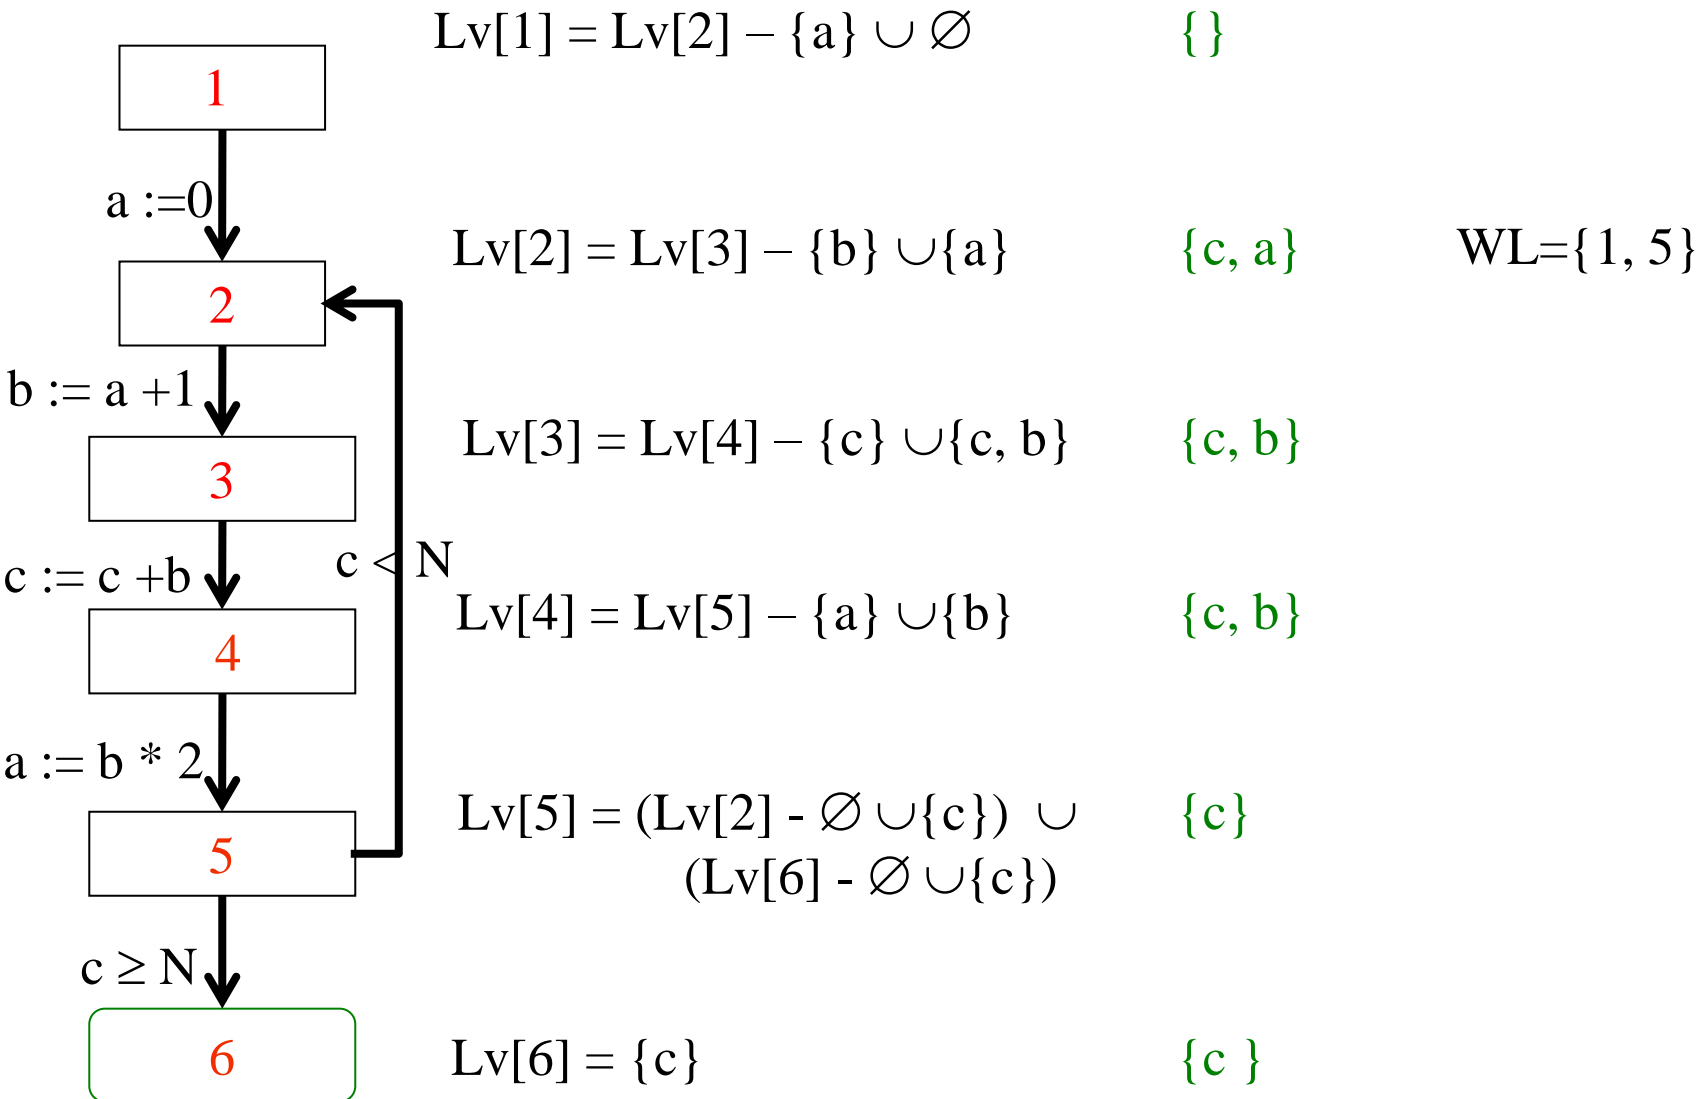 Lv[1] = Lv[2] – {a} ∪ ∅ {}
1
a :=0
Lv[2] = Lv[3] – {b} ∪{a} {c, a} WL={1, 5}
2
b := a +1
Lv[3] = Lv[4] – {c} ∪{c, b} {c, b}
3
c < N
c := c +b
Lv[4] = Lv[5] – {a} ∪{b} {c, b}
4
a := b * 2
Lv[5] = (Lv[2] - ∅ ∪{c}) ∪ {c}
5
(Lv[6] - ∅ ∪{c})
c ≥ N
6
Lv[6] = {c} {c }